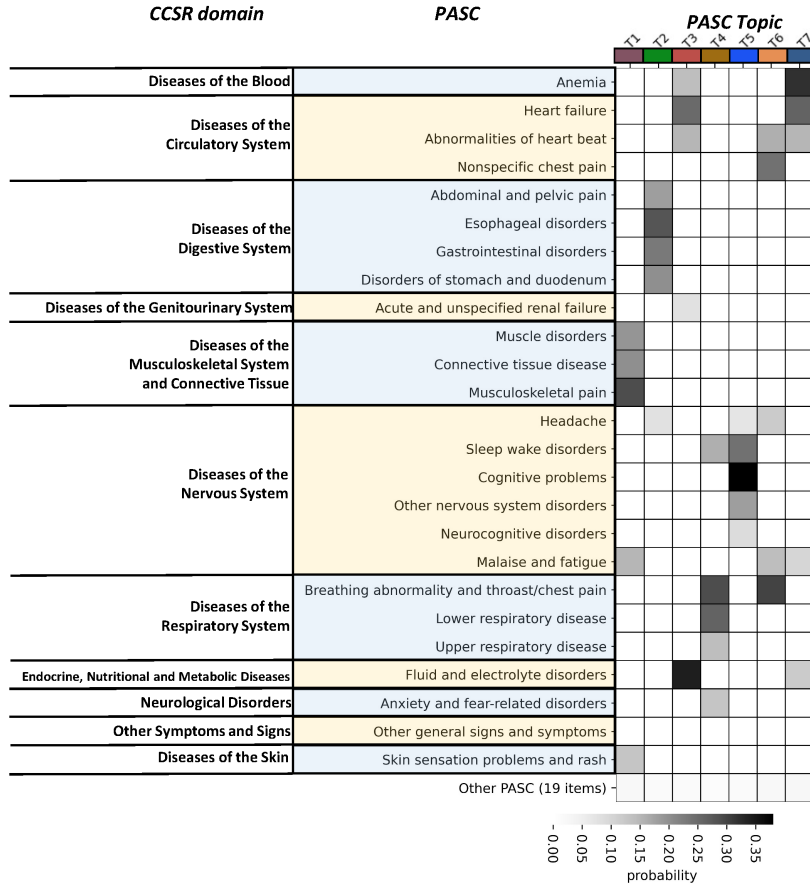 CCSR domain
PASC
PASC Topic
T1
T2
T3
T4
T5
T6
T7
Diseases of the Blood
Anemia
Diseases of the
Circulatory System
Heart failure
Abnormalities of heart beat
Nonspecific chest pain
Diseases of the
Digestive System
Abdominal and pelvic pain
Esophageal disorders
Gastrointestinal disorders
Disorders of stomach and duodenum
Diseases of the Genitourinary System
Acute and unspecified renal failure
Diseases of the
Musculoskeletal System
and Connective Tissue
Muscle disorders
Connective tissue disease
Musculoskeletal pain
Diseases of the
Nervous System
Headache
Sleep wake disorders
Cognitive problems
Other nervous system disorders
Neurocognitive disorders
Malaise and fatigue
Diseases of the
Respiratory System
Breathing abnormality and throast/chest pain
Lower respiratory disease
Upper respiratory disease
Endocrine, Nutritional and Metabolic Diseases
Fluid and electrolyte disorders
Neurological Disorders
Anxiety and fear-related disorders
Other Symptoms and Signs
Other general signs and symptoms
Diseases of the Skin
Skin sensation problems and rash
Other PASC (19 items)
0.00
0.05
0.10
0.15
0.20
0.25
0.30
0.35
probability